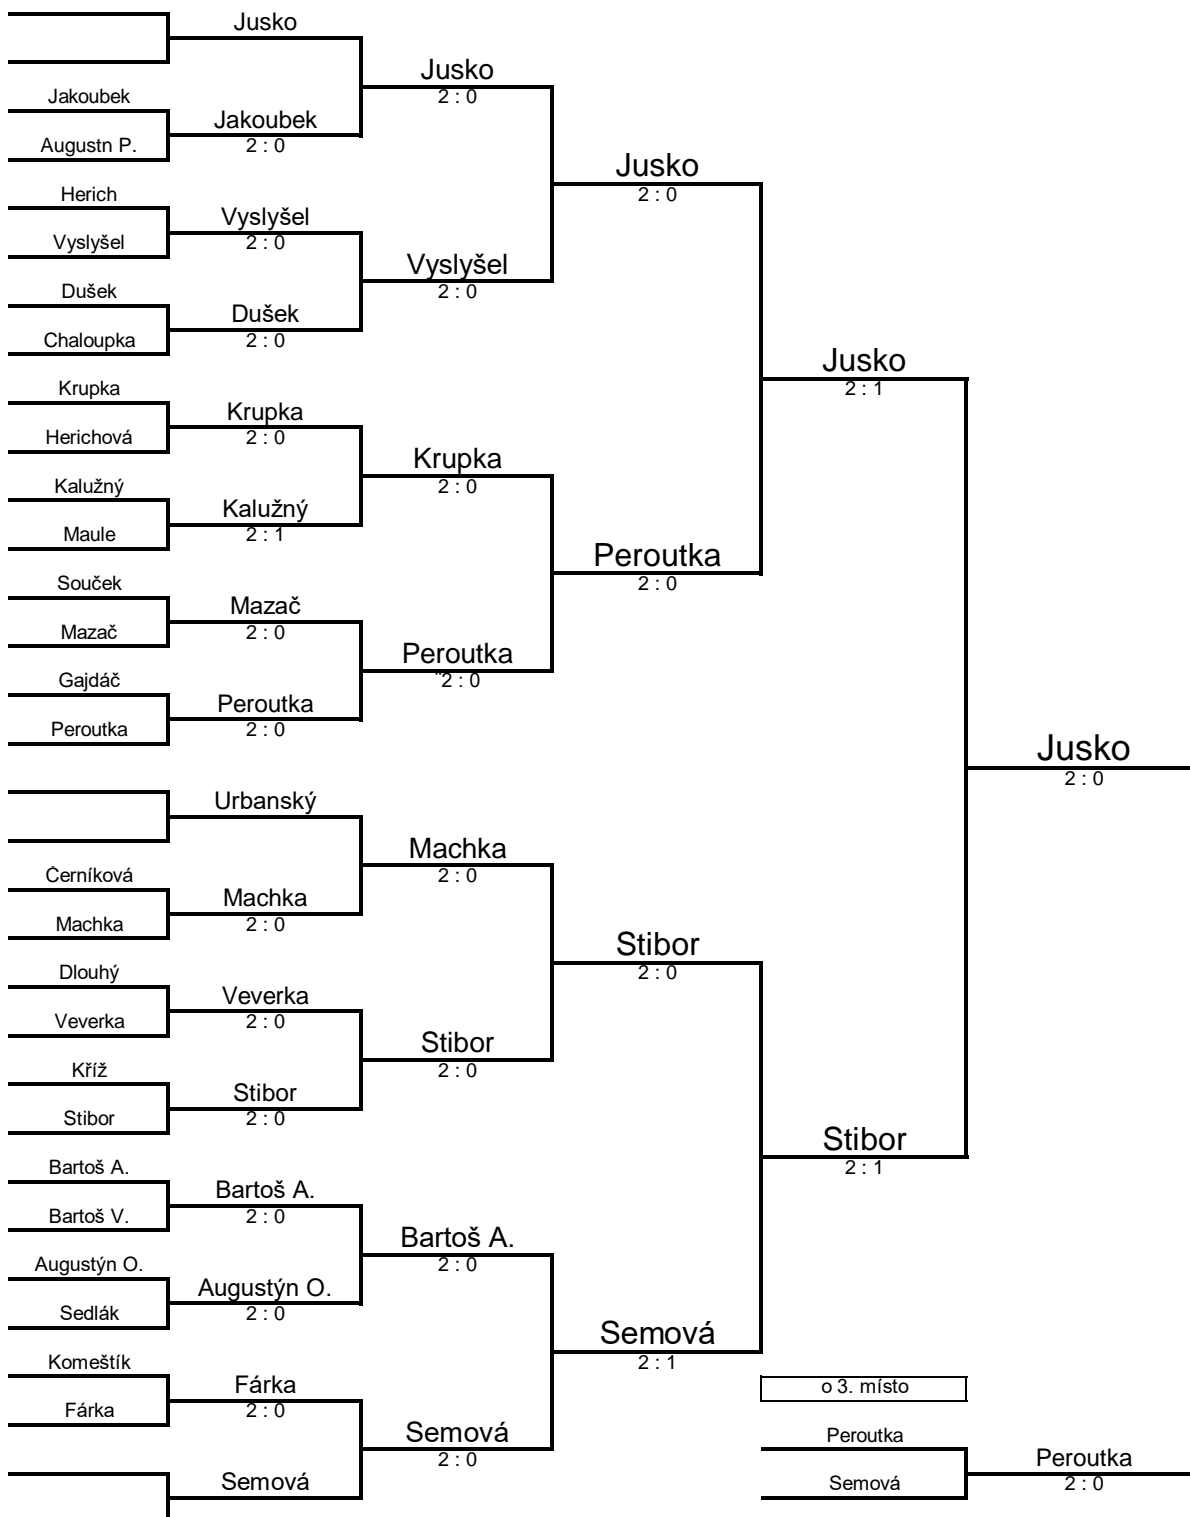 Jusko
Jusko
2 : 0
Jakoubek
Jakoubek
2 : 0
Augustn P.
Jusko
2 : 0
Herich
Vyslyšel
2 : 0
Vyslyšel
Vyslyšel
2 : 0
Dušek
Dušek
2 : 0
Chaloupka
Jusko
2 : 1
Krupka
Krupka
2 : 0
Herichová
Krupka
2 : 0
Kalužný
Kalužný
2 : 1
Maule
Peroutka
2 : 0
Souček
Mazač
2 : 0
Mazač
Peroutka
¨2 : 0
Gajdáč
Peroutka
2 : 0
Peroutka
Jusko
2 : 0
Urbanský
Machka
2 : 0
Černíková
Machka
2 : 0
Machka
Stibor
2 : 0
Dlouhý
Veverka
2 : 0
Veverka
Stibor
2 : 0
Kříž
Stibor
2 : 0
Stibor
Stibor
2 : 1
Bartoš A.
Bartoš A.
2 : 0
Bartoš V.
Bartoš A.
2 : 0
Augustýn O.
Augustýn O.
2 : 0
Sedlák
Semová
2 : 1
Komeštík
Fárka
2 : 0
Fárka
Semová
2 : 0
Semová
o 3. místo
Peroutka
Peroutka
2 : 0
Semová